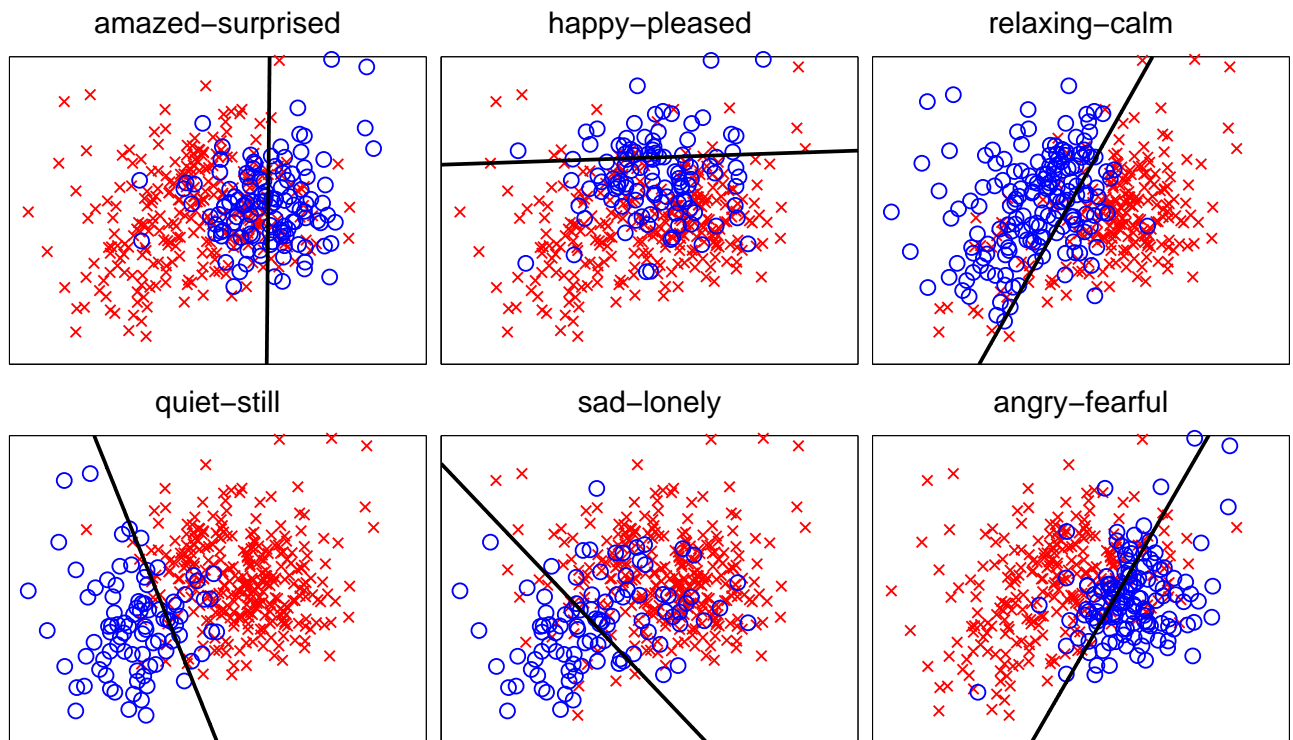 amazed–surprised
happy–pleased
relaxing–calm
quiet–still
sad–lonely
angry–fearful